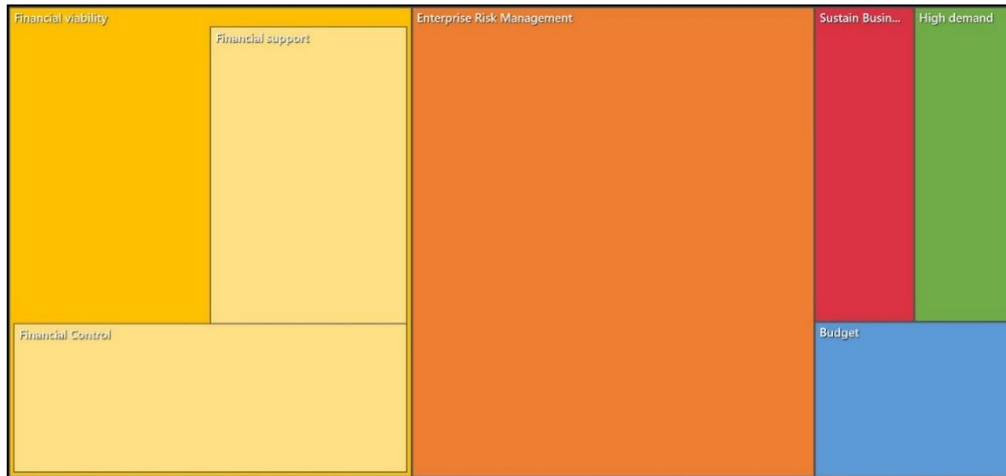 Financial viability
Financial support
Financial Control
Enterprise Risk Management
Sustain Busin...
High demand
Budget